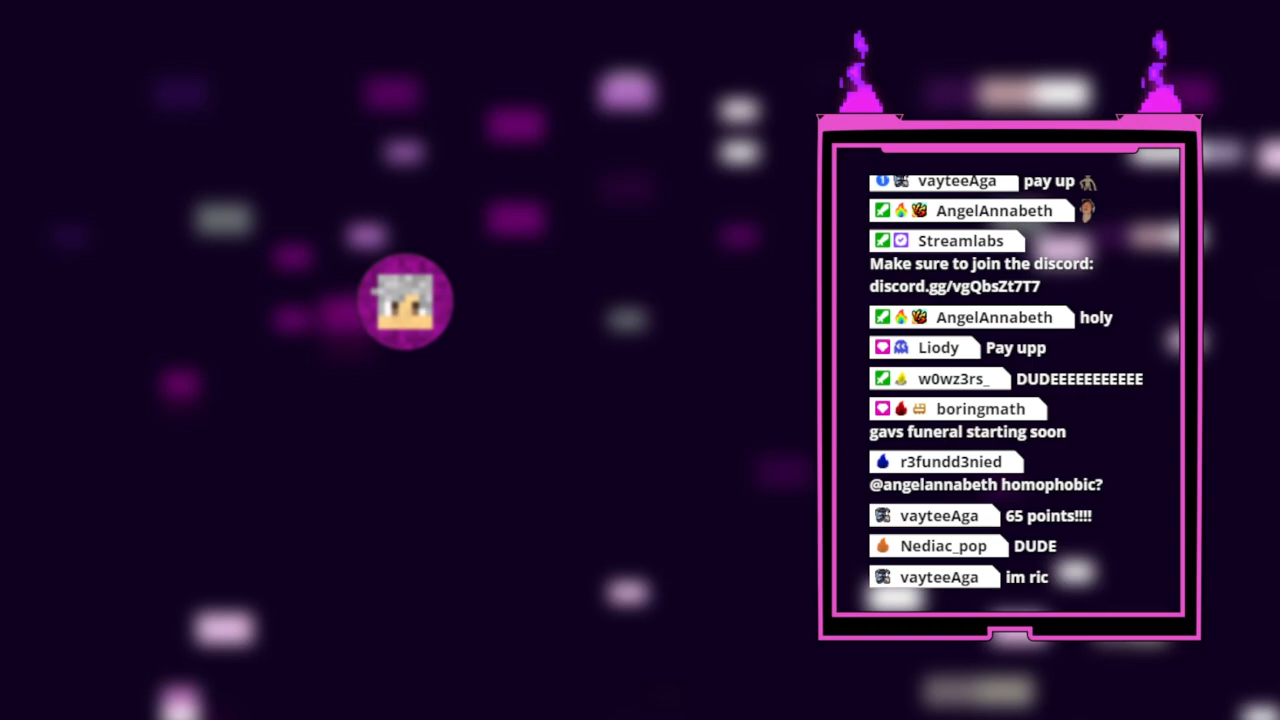 vayteeAga pay up
AngelAnnabeth
Streamlabs
Make sure to join the discord:
discord.gg/vgQbsZt7T7
AngelAnnabeth holy
Liody Pay upp
w0wz3rs_ DUDEEEEEEEEEEE
boringmath
gavs funeral starting soon
r3fundd3nied
@angelannabeth homophobic?
vayteeAga 65 points!!!!
Nediac_pop DUDE
vayteeAga im ric